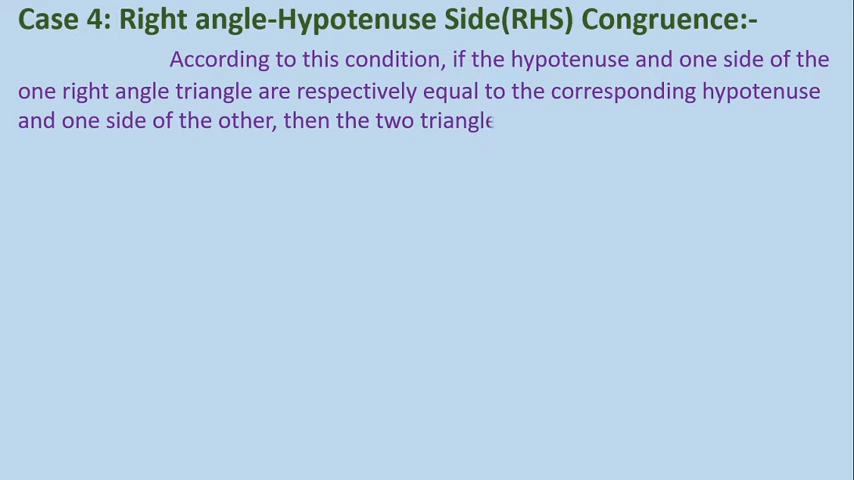 Case 4: Right angle-Hypotenuse Side(RHS) Congruence:-
According to this condition, if the hypotenuse and one side of the
one right angle triangle are respectively equal to the corresponding hypotenuse
and one side of the other, then the two triangle